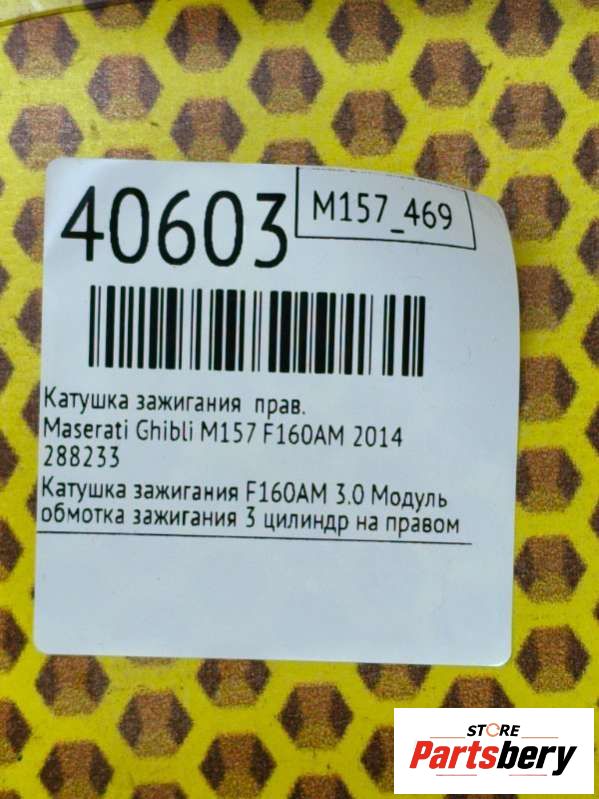 40603
M157_469
Катушка зажигания прав.
Maserati Ghibli M157 F160AM 2014
288233
Катушка зажигания F160AM 3.0 Модуль
обмотка зажигания 3 цилиндр на правом
STORE
Partsbery